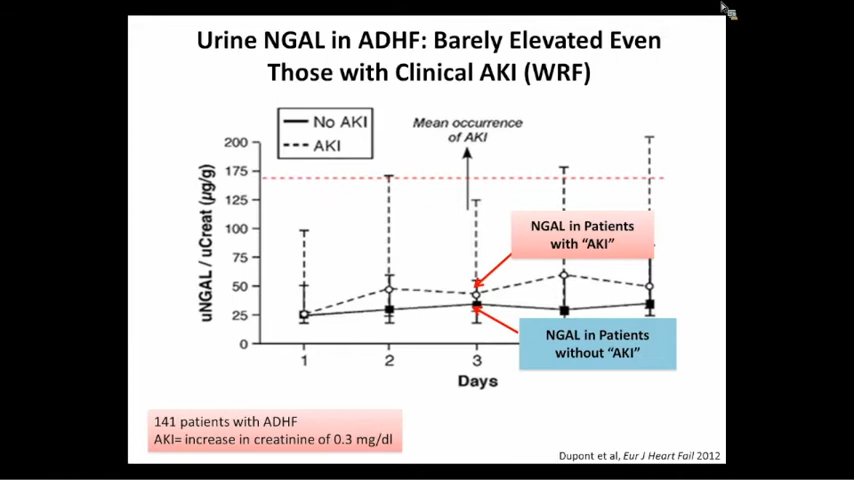 Urine NGAL in ADHF: Barely Elevated Even
Those with Clinical AKI (WRF)
No AKI
AKI
Mean occurrence
of AKI
uNGAL / uCreat (µg/g)
200
175
125
100
75
50
25
0
NGAL in Patients
with “AKI”
NGAL in Patients
without “AKI”
1
2
3
Days
141 patients with ADHF
AKI= increase in creatinine of 0.3 mg/dl
Dupont et al, Eur J Heart Fail 2012